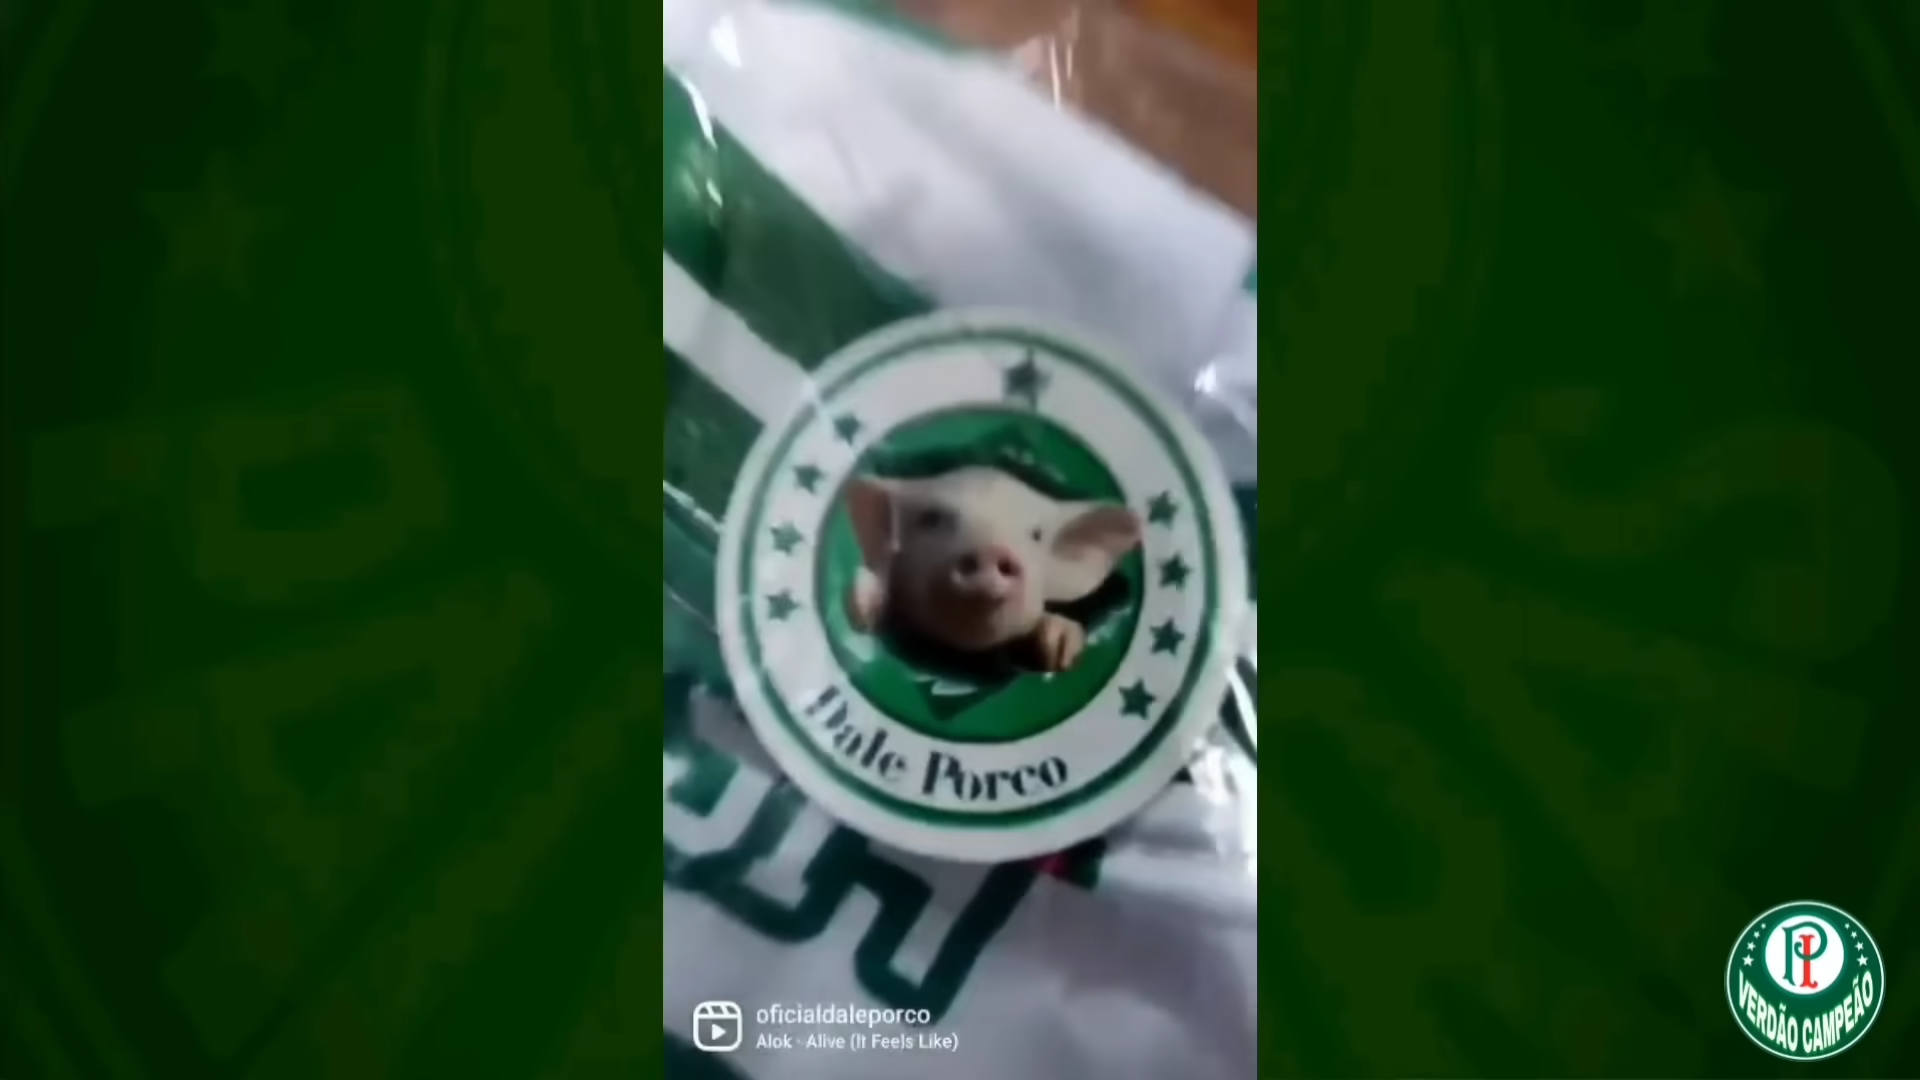 Dale Porco
oficialdaleporco
Alok · Alive (It Feels Like)
VERDÃO CAMPEÃO